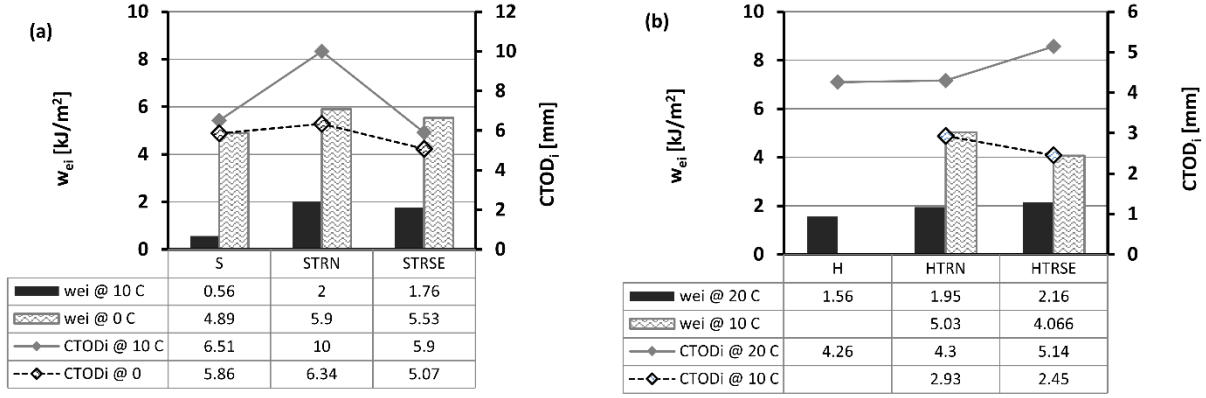 (a)
10
8
6
4
2
0
w_ei [kJ/m²]
12
10
8
6
4
2
0
CTOD_i [mm]
S STRN STRSE
wei @ 10 C 0.56 2 1.76
wei @ 0 C 4.89 5.9 5.53
CTODi @ 10 C 6.51 10 5.9
CTODi @ 0 5.86 6.34 5.07
(b)
10
8
6
4
2
0
w_ei [kJ/m²]
6
5
4
3
2
1
0
CTOD_i [mm]
H HTRN HTRSE
wei @ 20 C 1.56 1.95 2.16
wei @ 10 C 5.03 4.066
CTODi @ 20 C 4.26 4.3 5.14
CTODi @ 10 C 2.93 2.45